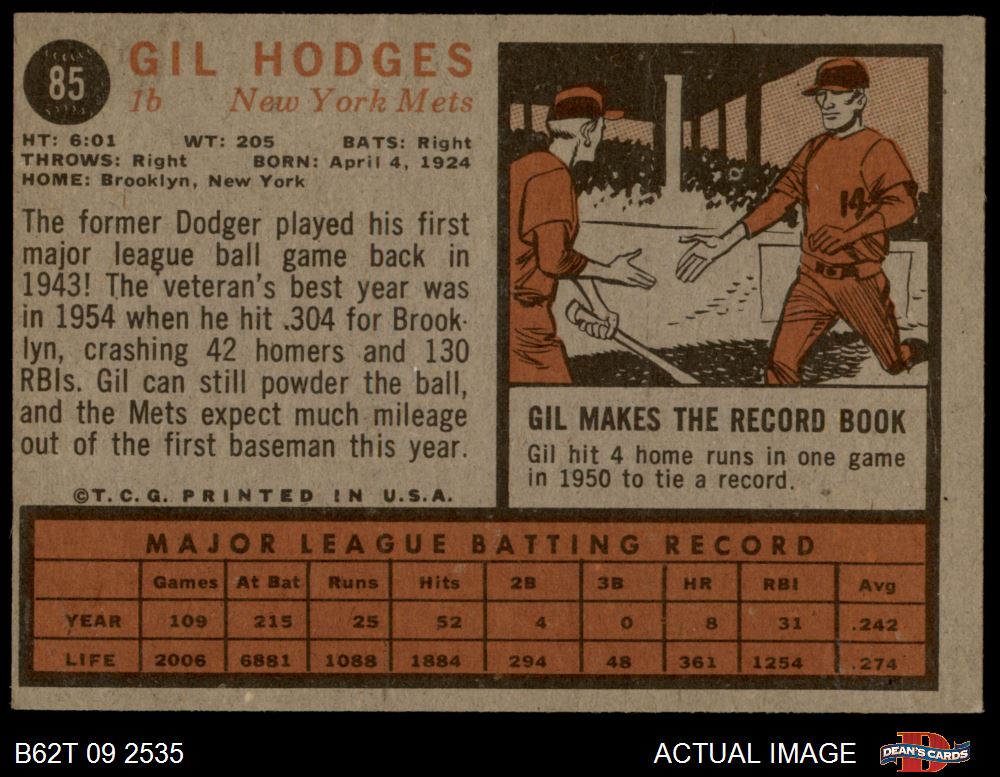 85
GIL HODGES
1b New York Mets
HT: 6:01 WT: 205 BATS: Right
THROWS: Right BORN: April 4, 1924
HOME: Brooklyn, New York
The former Dodger played his first
major league ball game back in
1943! The veteran's best year was
in 1954 when he hit .304 for Brook-
lyn, crashing 42 homers and 130
RBIs. Gil can still powder the ball,
and the Mets expect much mileage
out of the first baseman this year.
©T.C.G. PRINTED IN U.S.A.
14
GIL MAKES THE RECORD BOOK
Gil hit 4 home runs in one game
in 1950 to tie a record.
MAJOR LEAGUE BATTING RECORD
Games At Bat Runs Hits 2B 3B HR RBI Avg
YEAR 109 215 25 52 4 0 8 31 .242
LIFE 2006 6881 1088 1884 294 48 361 1254 .274
B62T 09 2535 ACTUAL IMAGE DEAN'S CARDS